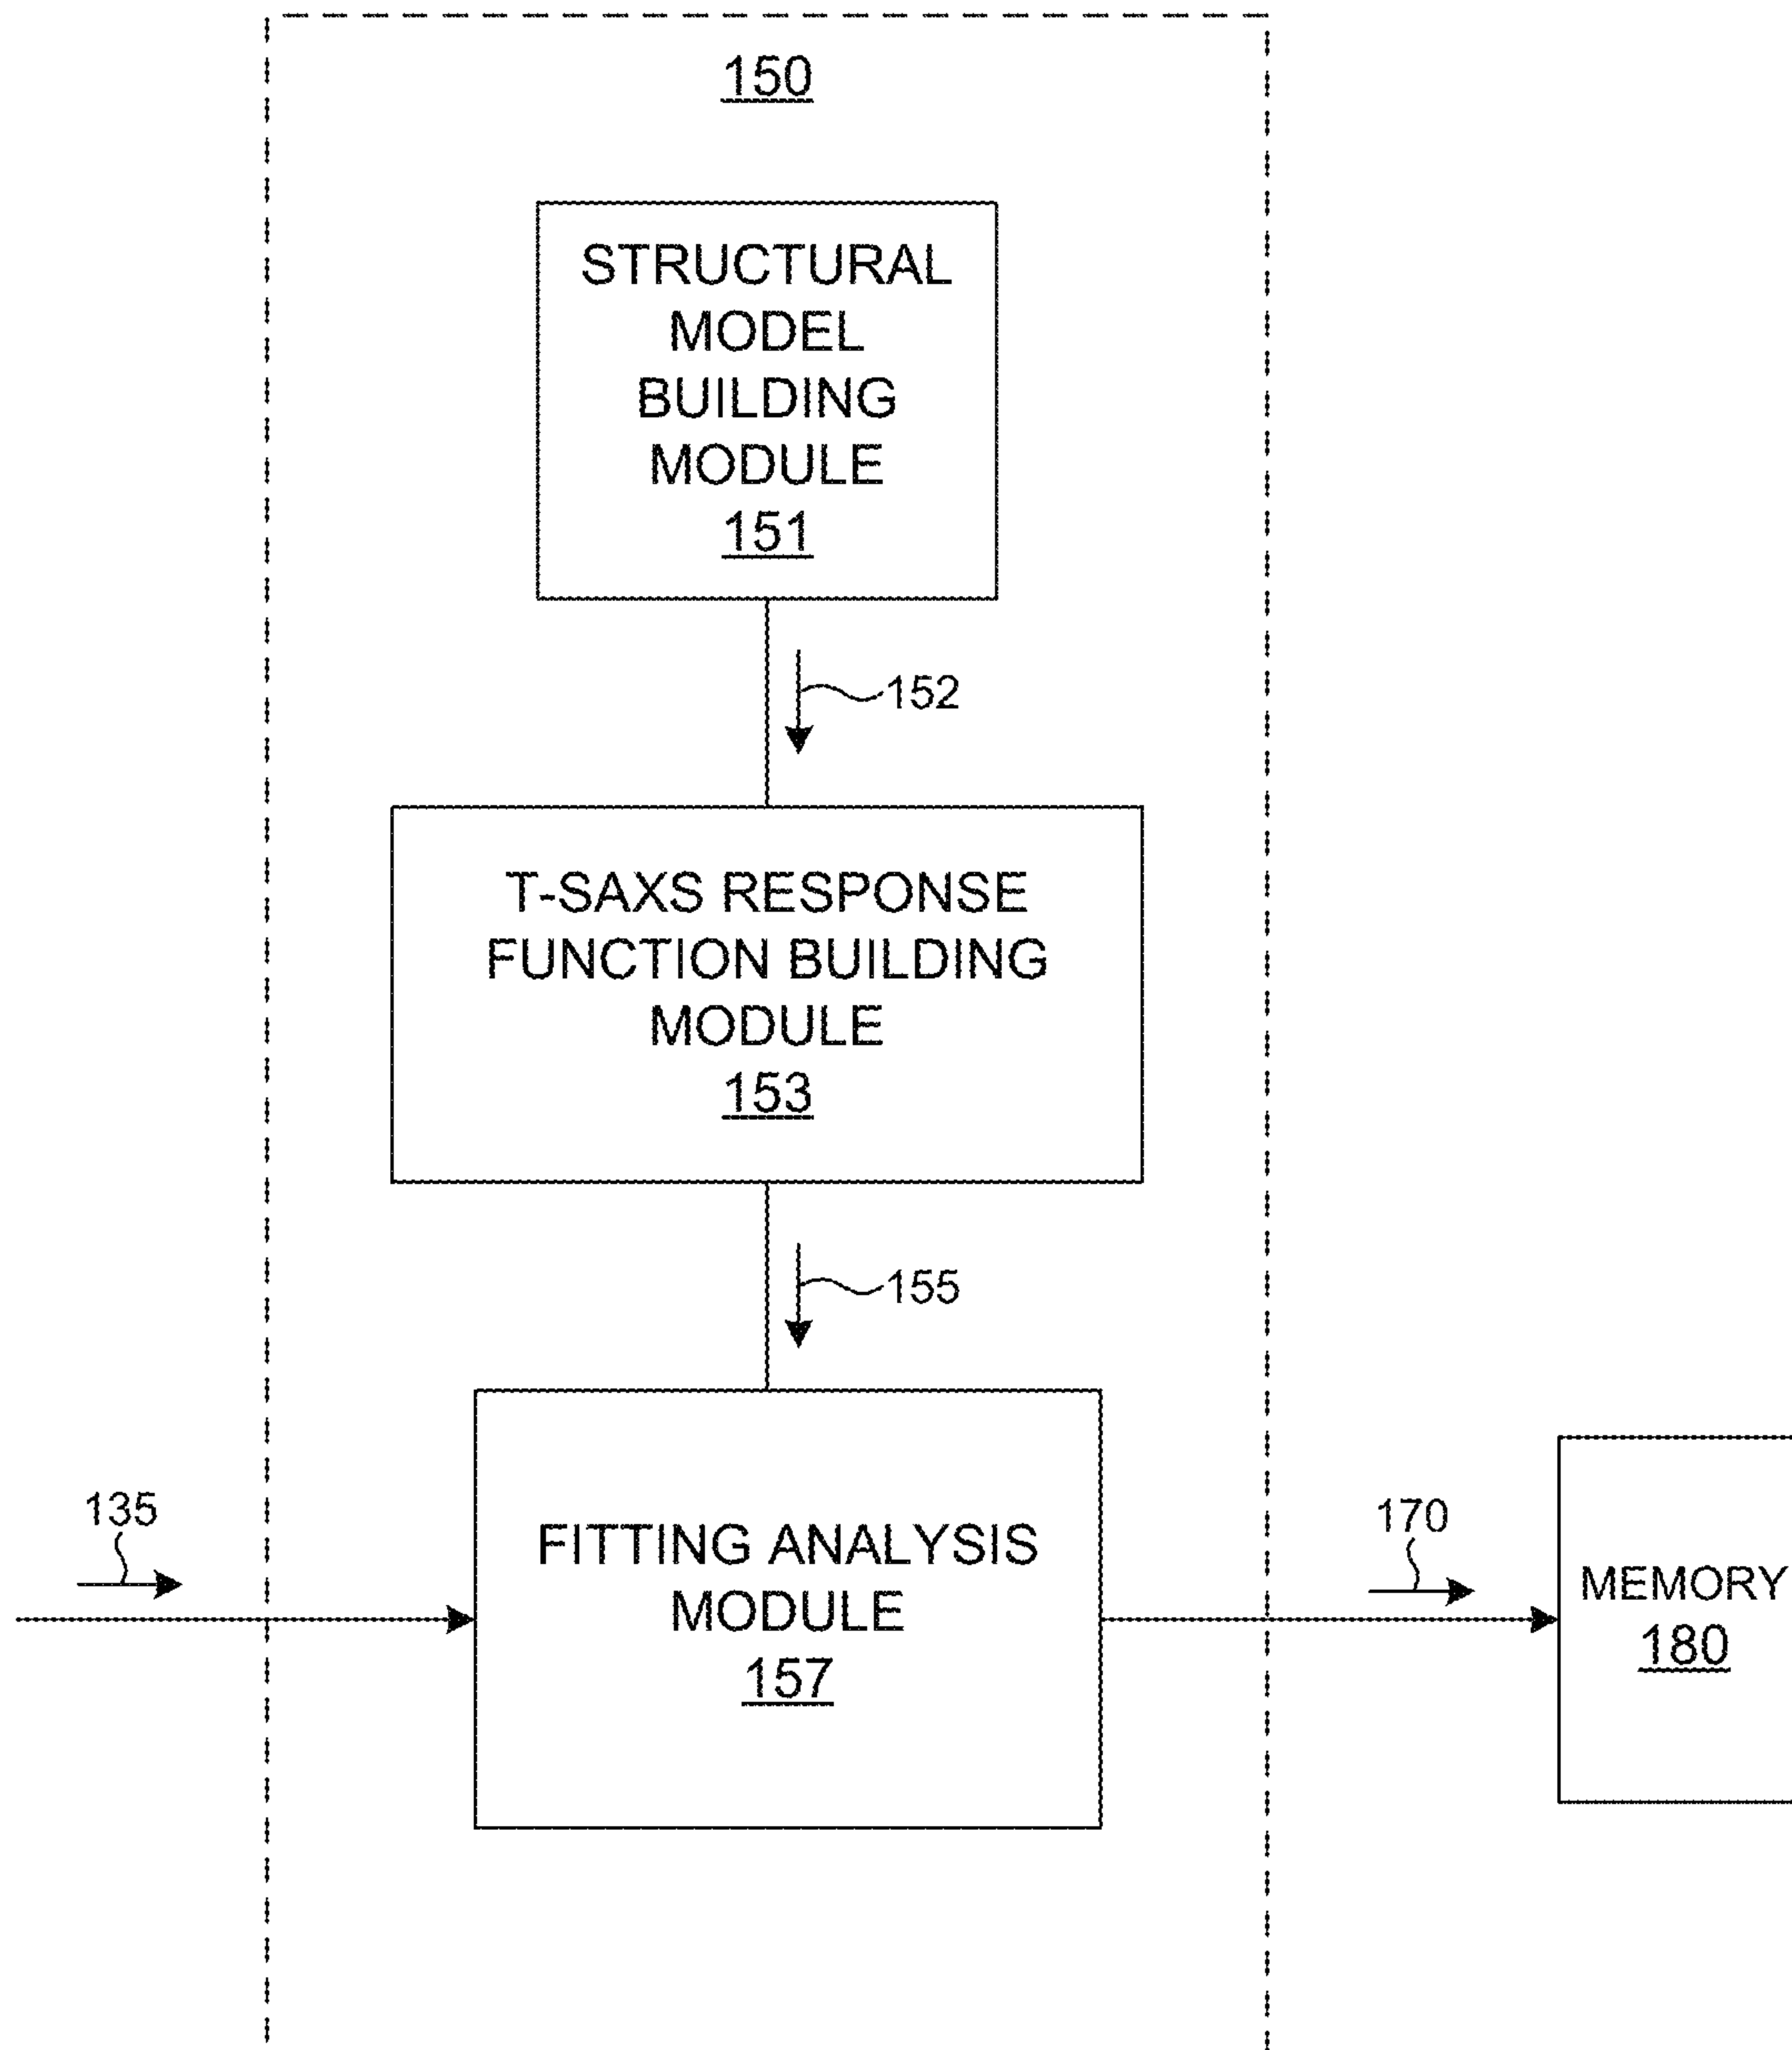 150
STRUCTURAL
MODEL
BUILDING
MODULE
151
152
T-SAXS RESPONSE
FUNCTION BUILDING
MODULE
153
155
135
FITTING ANALYSIS
MODULE
157
170
MEMORY
180